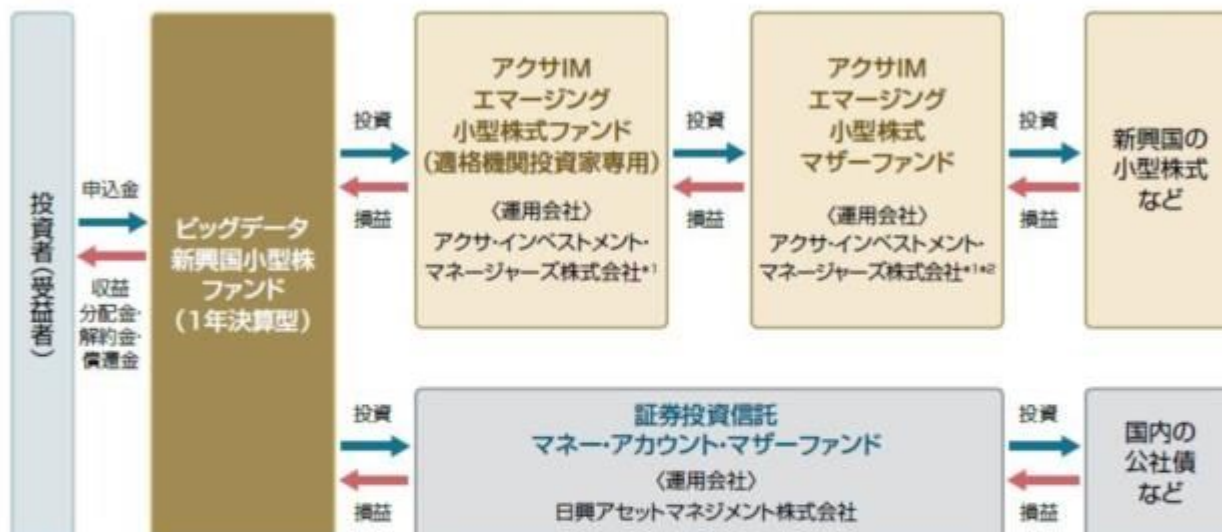 投資者（受益者）
申込金
収益
分配金・
解約金・
償還金
ビッグデータ
新興国小型株
ファンド
（1年決算型）
投資
損益
アクサIM
エマージング
小型株式ファンド
（適格機関投資家専用）
〈運用会社〉
アクサ・インベストメント・
マネージャーズ株式会社*1
投資
損益
アクサIM
エマージング
小型株式
マザーファンド
〈運用会社〉
アクサ・インベストメント・
マネージャーズ株式会社*1*2
投資
損益
新興国の
小型株式
など
投資
損益
証券投資信託
マネー・アカウント・マザーファンド
〈運用会社〉
日興アセットマネジメント株式会社
投資
損益
国内の
公社債
など